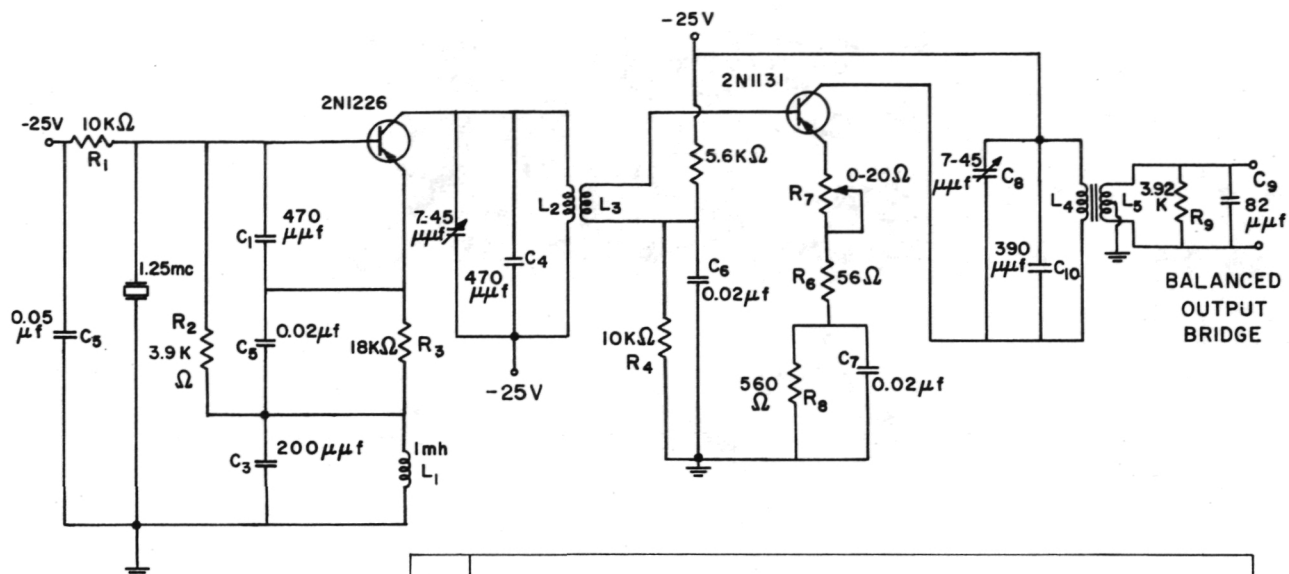 -25V
10KΩ
R1
2N1226
470
μμf
C1
1.25mc
0.05
μf
C5
R2
3.9K
Ω
0.02μf
C5
18KΩ
R3
200μμf
C3
1mh
L1
7-45
μμf
470
μμf
C4
-25V
L2
L3
-25V
5.6KΩ
2N1131
0-20Ω
R7
R6
56Ω
C6
0.02μf
10KΩ
R4
560
Ω
R8
C7
0.02μf
7-45
μμf
C8
390
μμf
C10
L4
L5
3.92
K
R9
C9
82
μμf
BALANCED
OUTPUT
BRIDGE